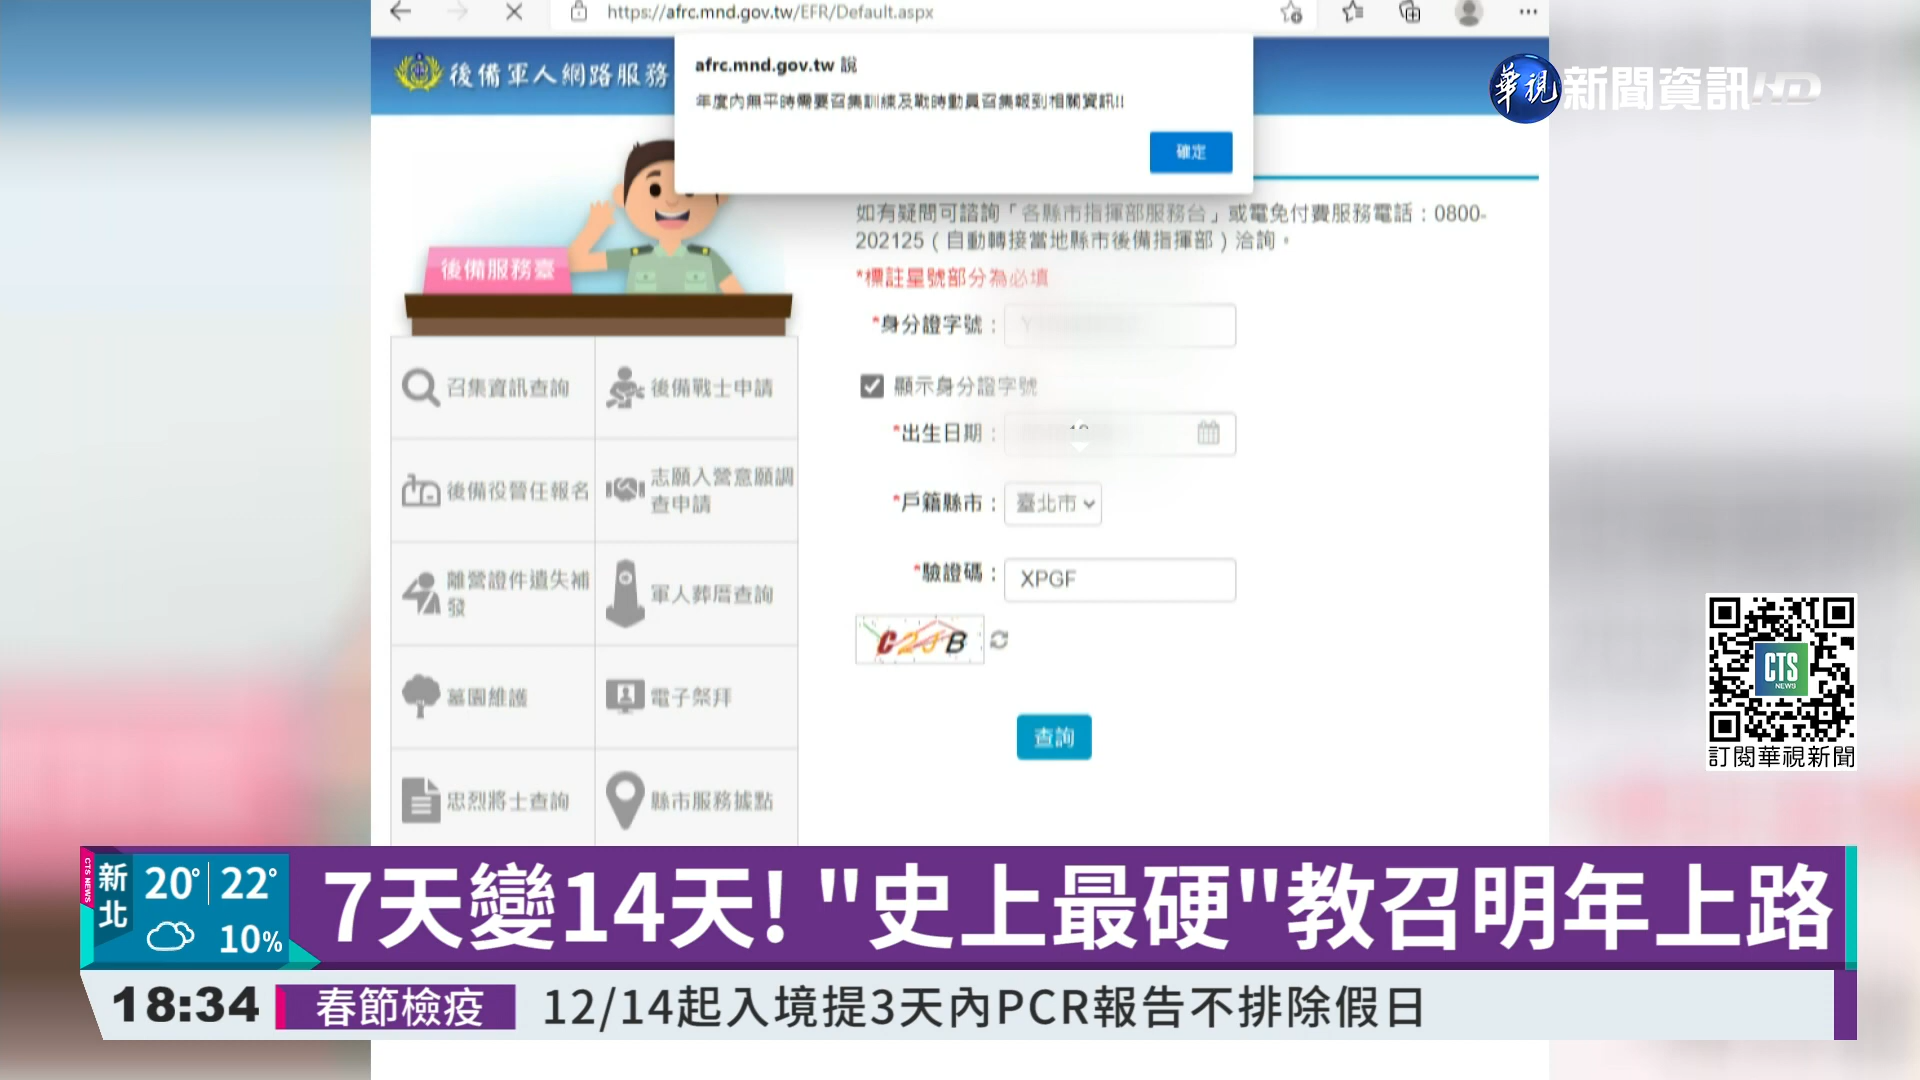 https://afrc.mnd.gov.tw/EFR/Default.aspx
後備軍人網路服務
afrc.mnd.gov.tw 說
年度內無平時需要召集訓練及戰時動員召集報到相關資訊!!
確定
華視新聞資訊HD
如有疑問可諮詢「各縣市指揮部服務台」或電免付費服務電話：0800-
202125（自動轉接當地縣市後備指揮部）洽詢。
*標註星號部分為必填
後備服務臺
*身分證字號：
Y
顯示身分證字號
*出生日期：
*戶籍縣市：
臺北市
*驗證碼：
XPGF
C2JB
查詢
召集資訊查詢
後備戰士申請
後備役晉任報名
志願入營意願調
查申請
離營證件遺失補
發
軍人葬厝查詢
墓園維護
電子祭拜
忠烈將士查詢
縣市服務據點
CTS
NEWS
訂閱華視新聞
CTS NEWS
新北
20° 22°
10%
7天變14天! "史上最硬"教召明年上路
18:34
春節檢疫
12/14起入境提3天內PCR報告不排除假日